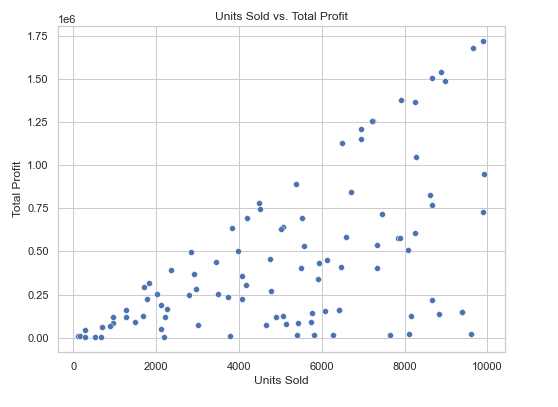 Units Sold vs. Total Profit
1e6
1.75
1.50
1.25
1.00
0.75
0.50
0.25
0.00
Total Profit
0 2000 4000 6000 8000 10000
Units Sold